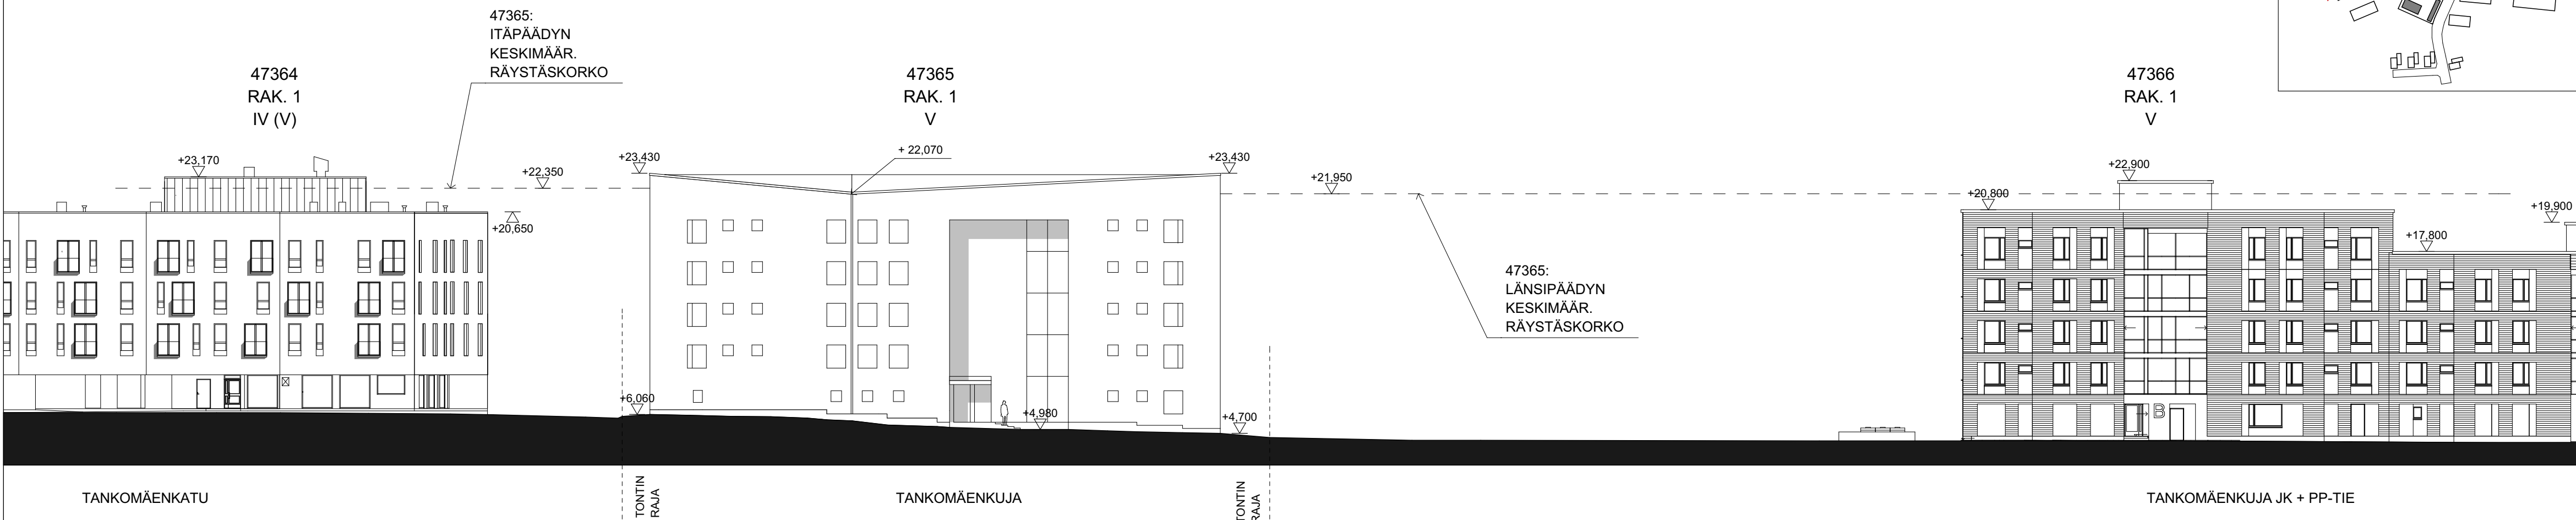 47365:
ITÄPÄÄDYN
KESKIMÄÄR.
RÄYSTÄSKORKO
47364
RAK. 1
IV (V)
47365
RAK. 1
V
47366
RAK. 1
V
+23,170
+22,350
+20,650
+23,430
+ 22,070
+23,430
+21,950
+22,900
+20,800
+17,800
+19,900
47365:
LÄNSIPÄÄDYN
KESKIMÄÄR.
RÄYSTÄSKORKO
+6,060
+4,980
+4,700
B
TANKOMÄENKATU
TONTIN
RAJA
TANKOMÄENKUJA
TONTIN
RAJA
TANKOMÄENKUJA JK + PP-TIE